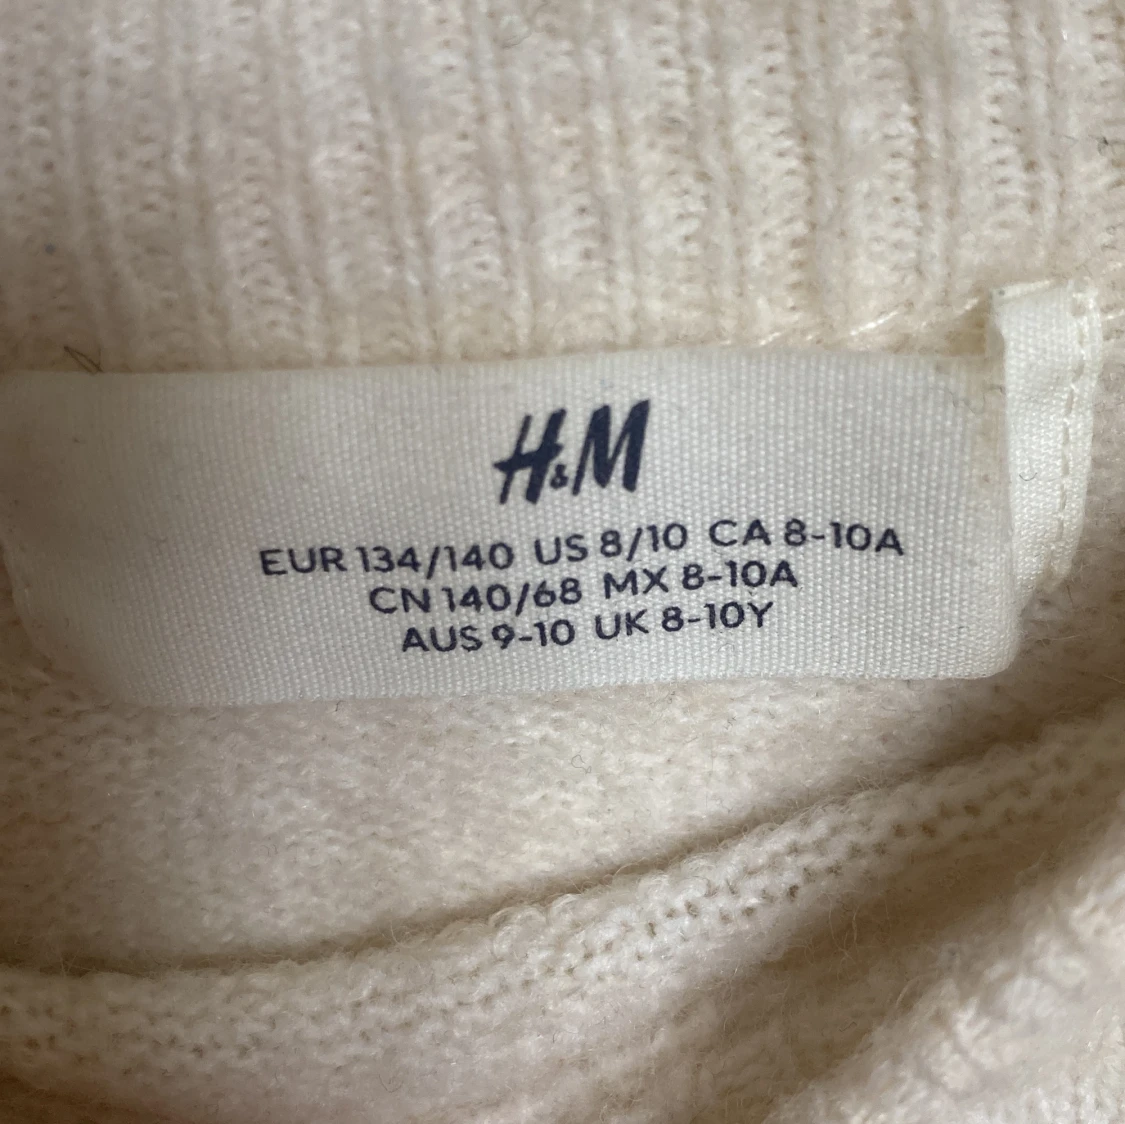 H&M
EUR 134/140 US 8/10 CA 8-10A
CN 140/68 MX 8-10A
AUS 9-10 UK 8-10Y